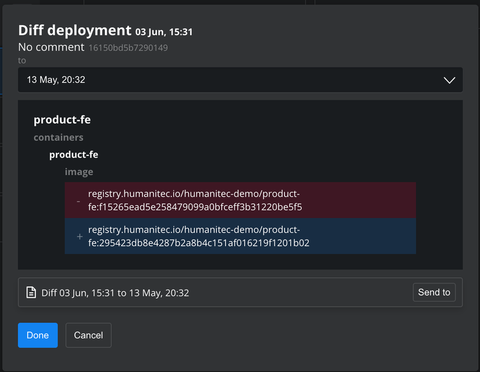 Diff deployment 03 Jun, 15:31
No comment 16150bd5b7290149
to
13 May, 20:32
product-fe
containers
product-fe
image
- registry.humanitec.io/humanitec-demo/product-
fe:f15265ead5e258479099a0bfceff3b31220be5f5
+ registry.humanitec.io/humanitec-demo/product-
fe:295423db8e4287b2a8b4c151af016219f1201b02
Diff 03 Jun, 15:31 to 13 May, 20:32
Send to
Done
Cancel